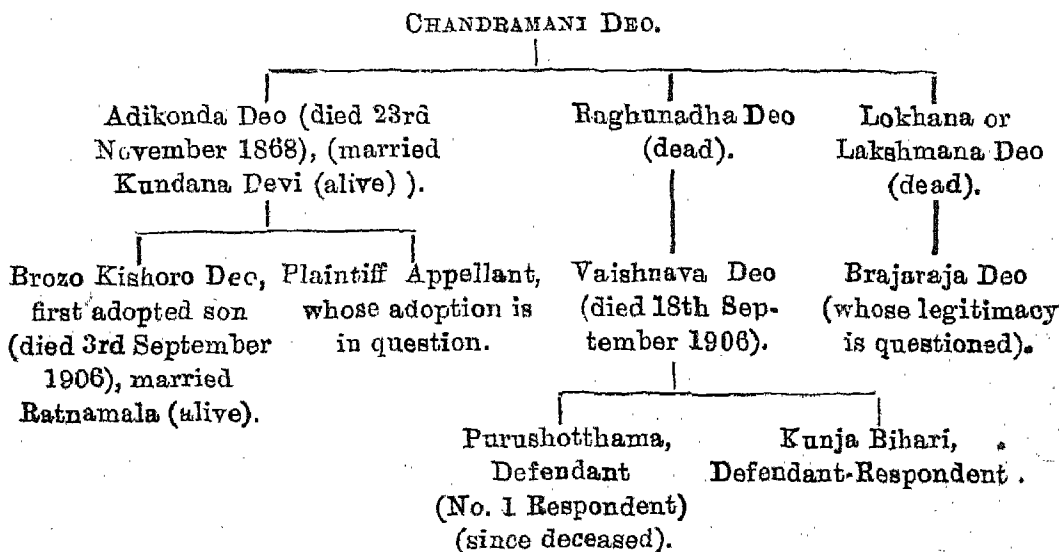 CHANDRAMANI DEO.
Adikonda Deo (died 23rd
November 1868), (married
Kundana Devi (alive) ).
Raghunadha Deo
(dead).
Lokhana or
Lakshmana Deo
(dead).
Brozo Kishoro Deo,
first adopted son
(died 3rd September
1906), married
Ratnamala (alive).
Plaintiff Appellant,
whose adoption is
in question.
Vaishnava Deo
(died 18th Sep-
tember 1906).
Brajaraja Deo
(whose legitimacy
is questioned).
Purushotthama,
Defendant
(No. 1 Respondent)
(since deceased).
Kunja Bihari,
Defendant-Respondent .